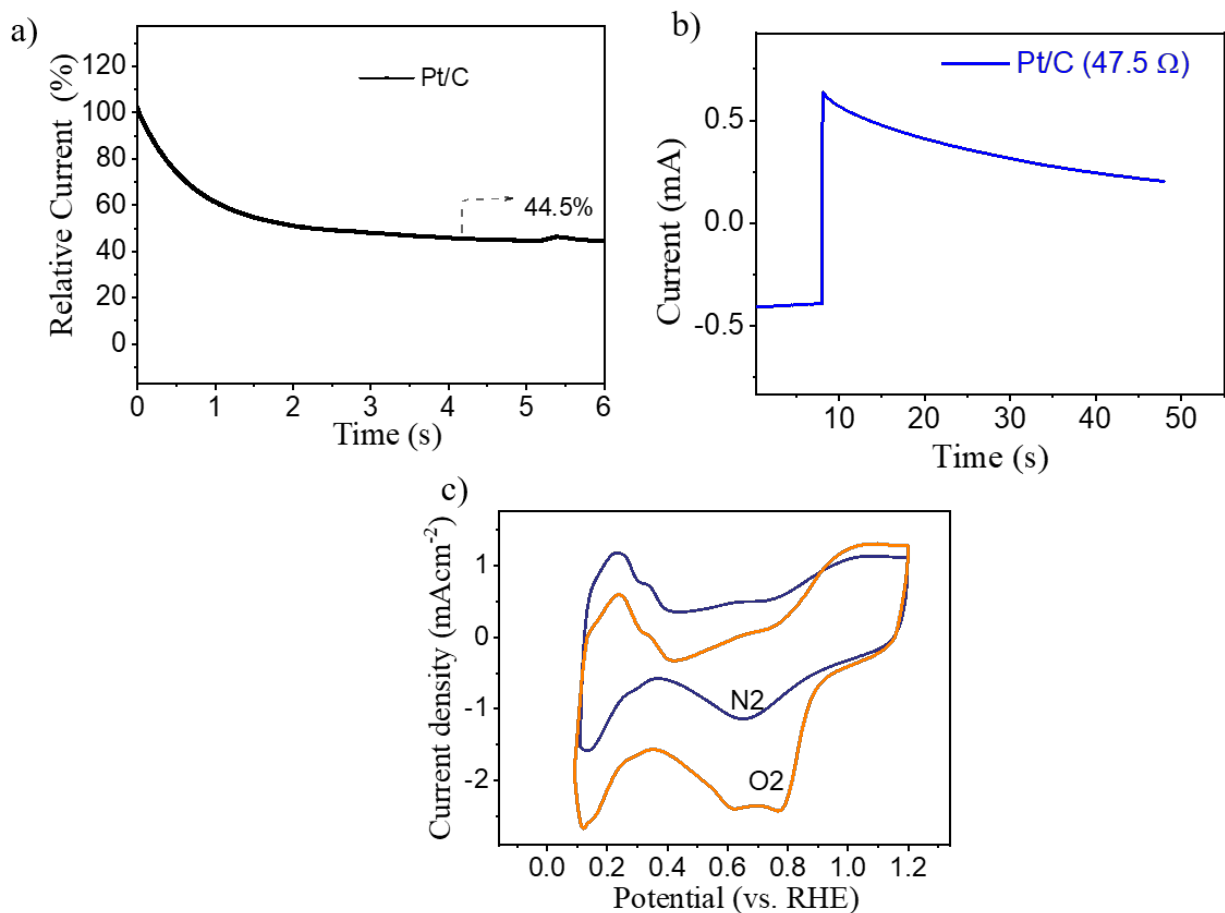 a)
120
100
80
60
40
20
0
Relative Current (%)
Pt/C
44.5%
0 1 2 3 4 5 6
Time (s)
b)
Pt/C (47.5 Ω)
0.5
0.0
-0.5
Current (mA)
10 20 30 40 50
Time (s)
c)
1
0
-1
-2
Current density (mAcm-2)
N2
O2
0.0 0.2 0.4 0.6 0.8 1.0 1.2
Potential (vs. RHE)